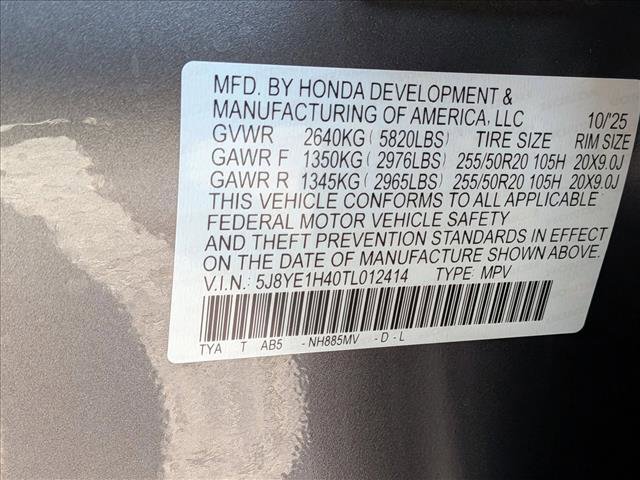 MFD. BY HONDA DEVELOPMENT &
MANUFACTURING OF AMERICA, LLC 10/'25
GVWR 2640KG ( 5820LBS) TIRE SIZE RIM SIZE
GAWR F 1350KG ( 2976LBS) 255/50R20 105H 20X9.0J
GAWR R 1345KG ( 2965LBS) 255/50R20 105H 20X9.0J
THIS VEHICLE CONFORMS TO ALL APPLICABLE
FEDERAL MOTOR VEHICLE SAFETY
AND THEFT PREVENTION STANDARDS IN EFFECT
ON THE DATE OF MANUFACTURE SHOWN ABOVE.
V.I.N.: 5J8YE1H40TL012414 TYPE: MPV
TYA T AB5 -NH885MV -D-L